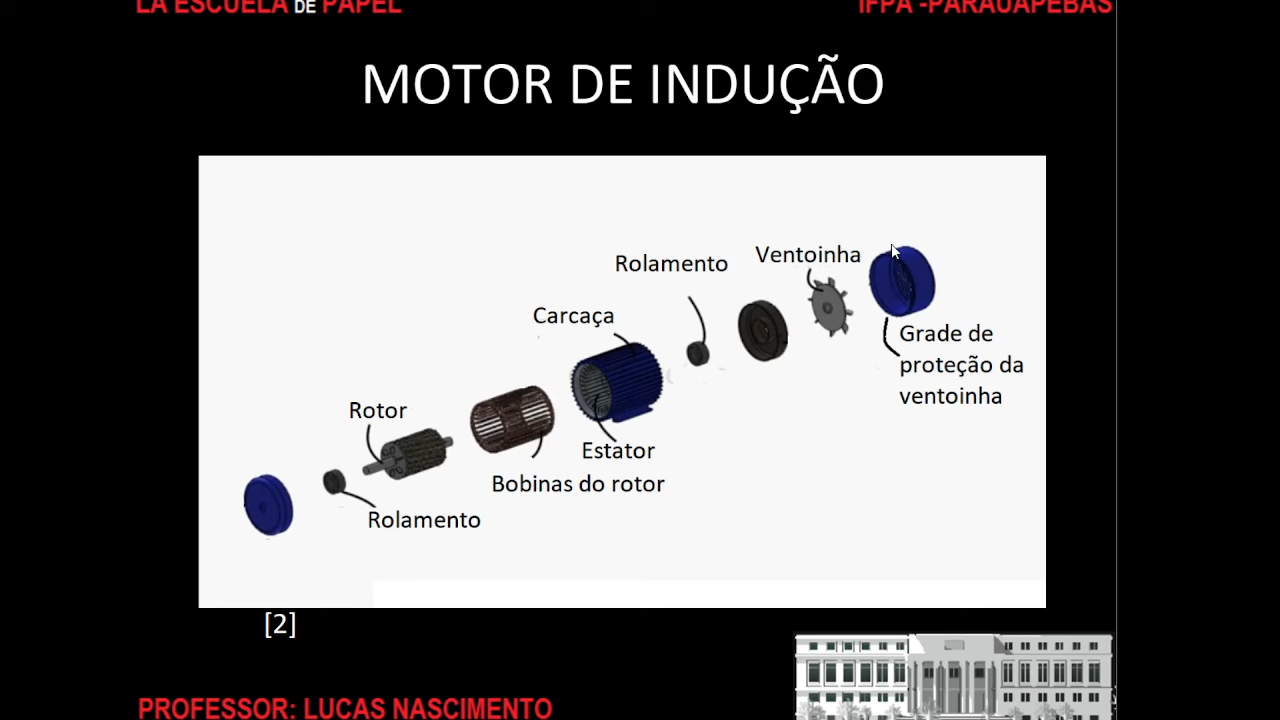 LA ESCUELA DE PAPEL
IFPA -PARAUAPEBAS
MOTOR DE INDUÇÃO
Rolamento
Ventoinha
Carcaça
Grade de
proteção da
ventoinha
Rotor
Estator
Bobinas do rotor
Rolamento
[2]
PROFESSOR: LUCAS NASCIMENTO